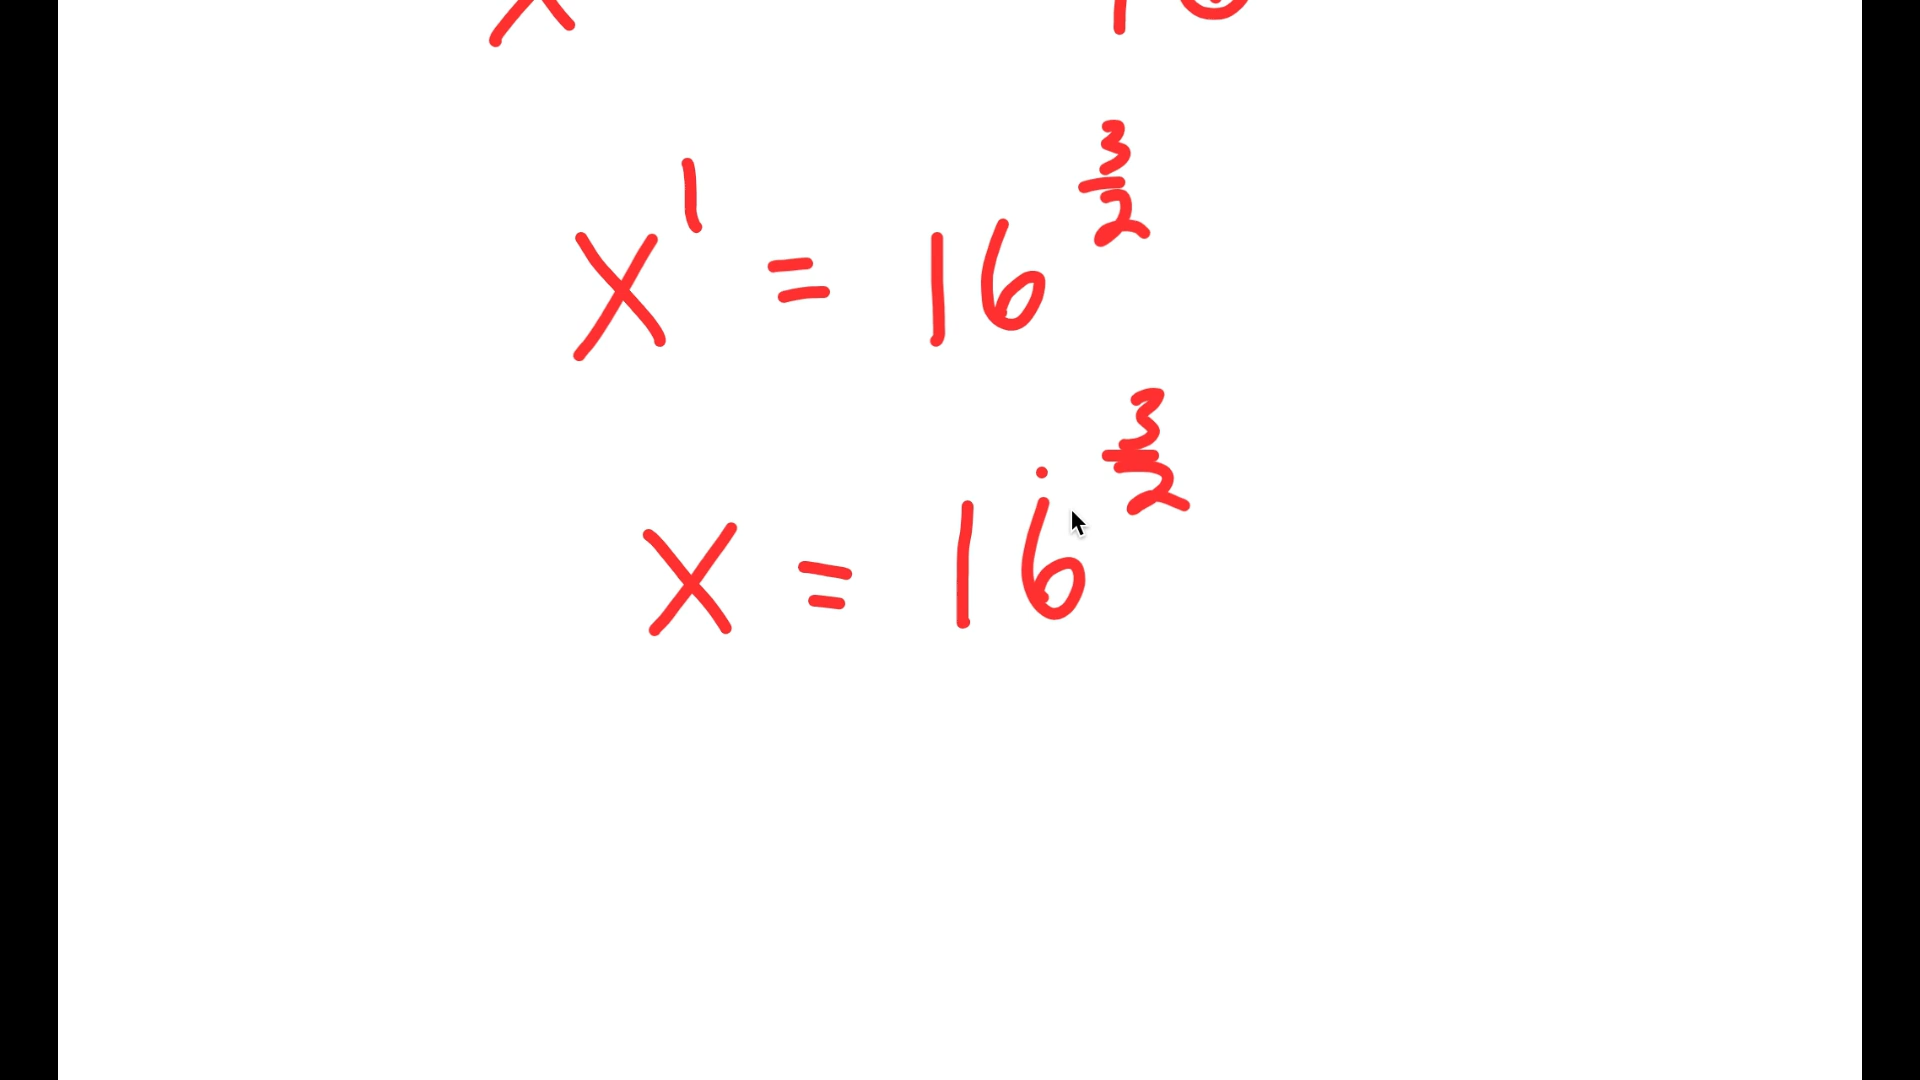 x^1 = 16^(3/2)
x = 16^(3/2)